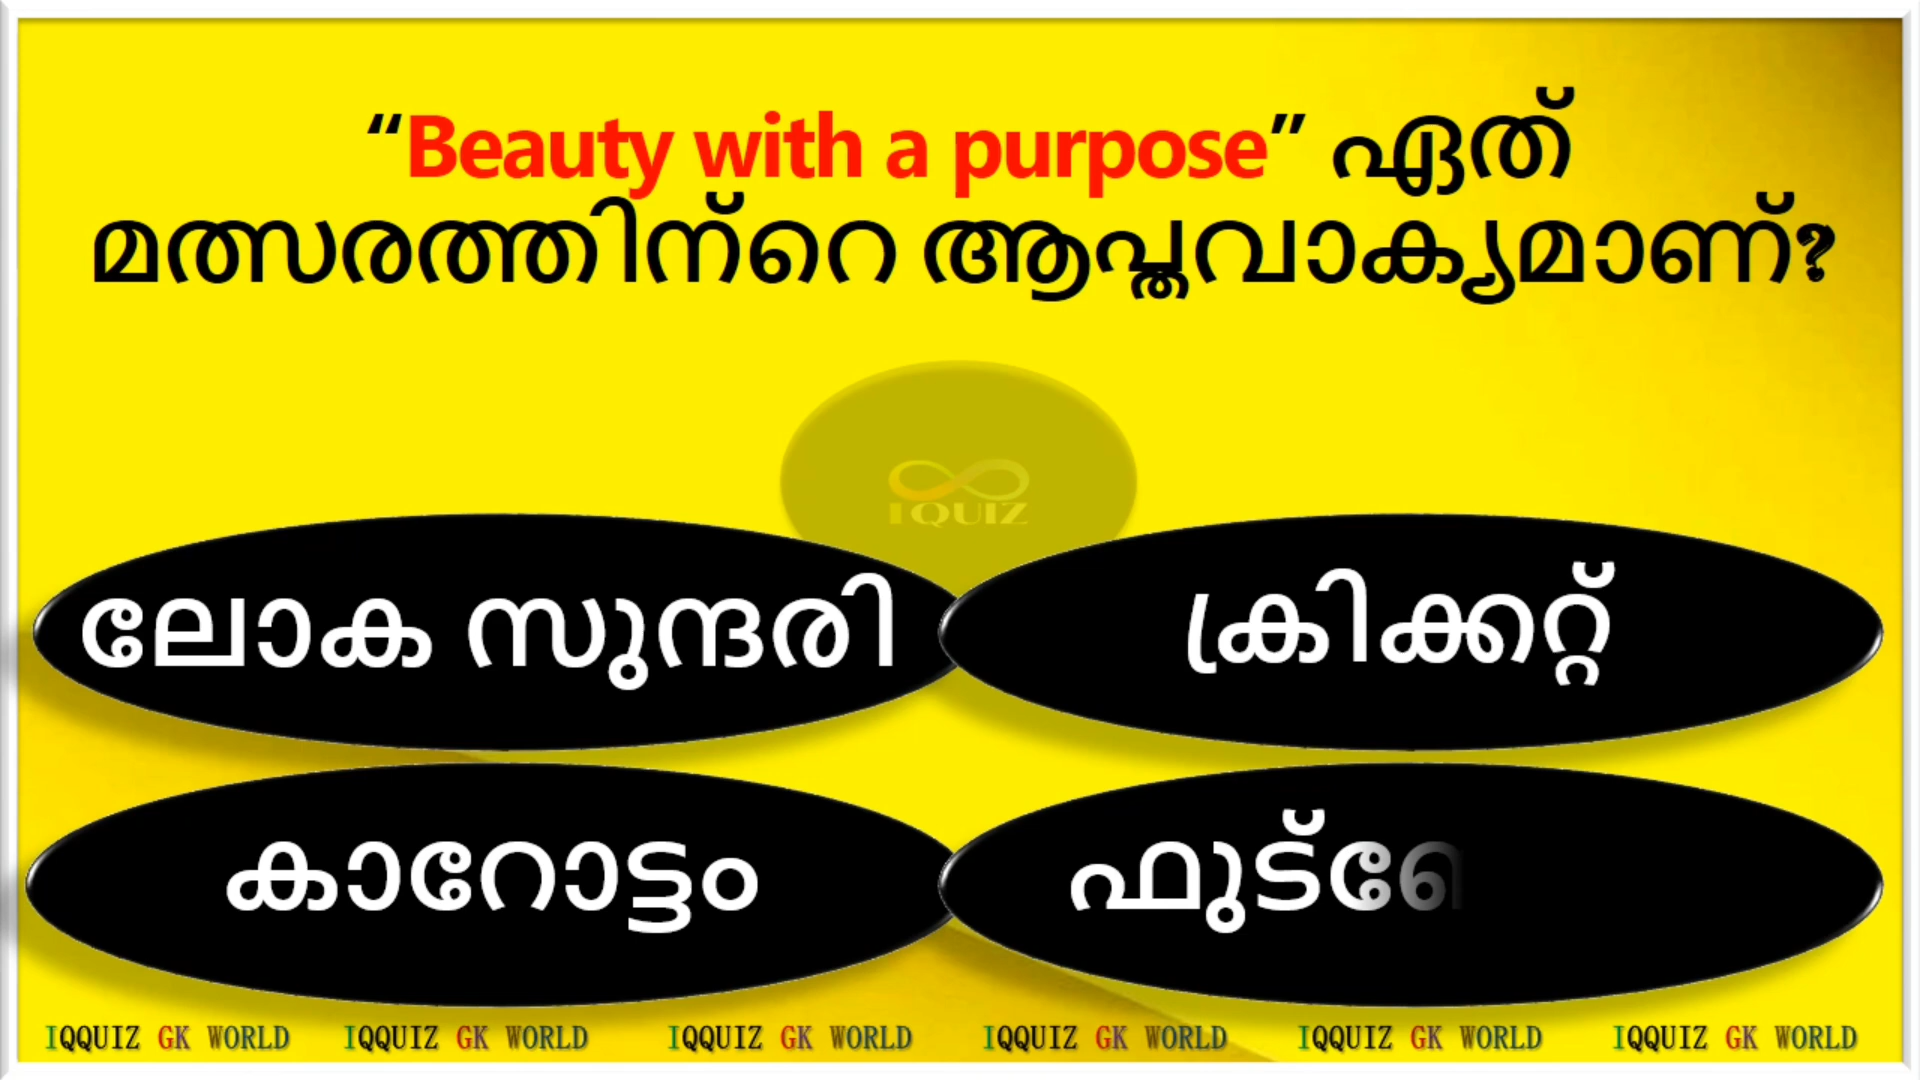 “Beauty with a purpose” ഏത്
മത്സരത്തിന്റെ ആപ്തവാക്യമാണ്?
I QUIZ
ലോക സുന്ദരി
ക്രിക്കറ്റ്
കാറോട്ടം
IQQUIZ GK WORLD IQQUIZ GK WORLD IQQUIZ GK WORLD IQQUIZ GK WORLD IQQUIZ GK WORLD IQQUIZ GK WORLD